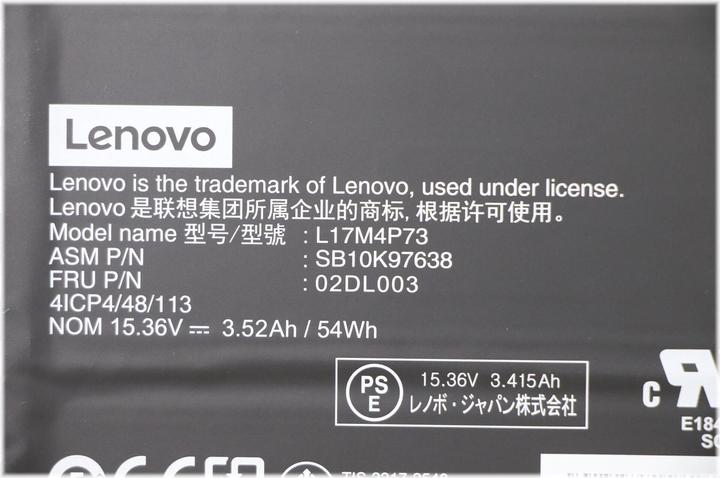 Lenovo
Lenovo is the trademark of Lenovo, used under license.
Lenovo 是联想集团所属企业的商标, 根据许可使用。
Model name 型号/型號 : L17M4P73
ASM P/N : SB10K97638
FRU P/N : 02DL003
4ICP4/48/113
NOM 15.36V ⎓ 3.52Ah / 54Wh
PS
E
15.36V 3.415Ah
レノボ・ジャパン株式会社
c
E184